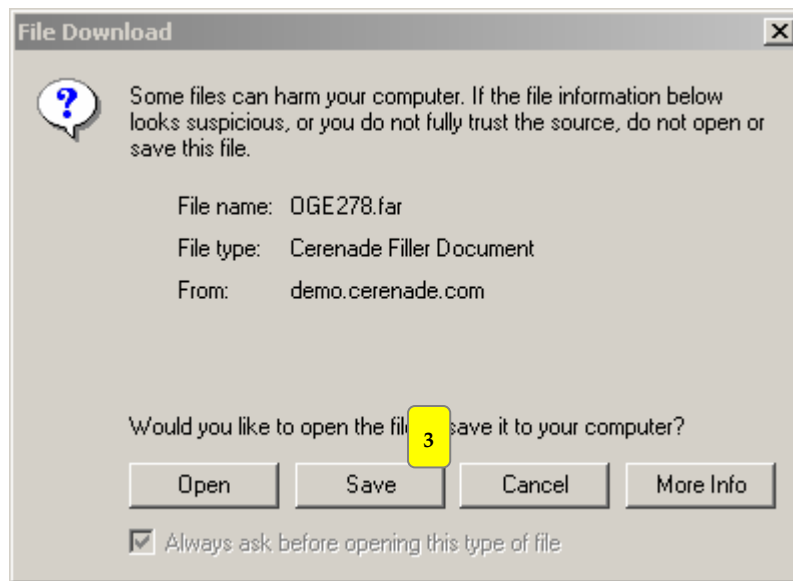 File Download
Some files can harm your computer. If the file information below
looks suspicious, or you do not fully trust the source, do not open or
save this file.
File name: OGE278.far
File type: Cerenade Filler Document
From: demo.cerenade.com
Would you like to open the save it to your computer?
3
Open Save Cancel More Info
Always ask before opening this type of file